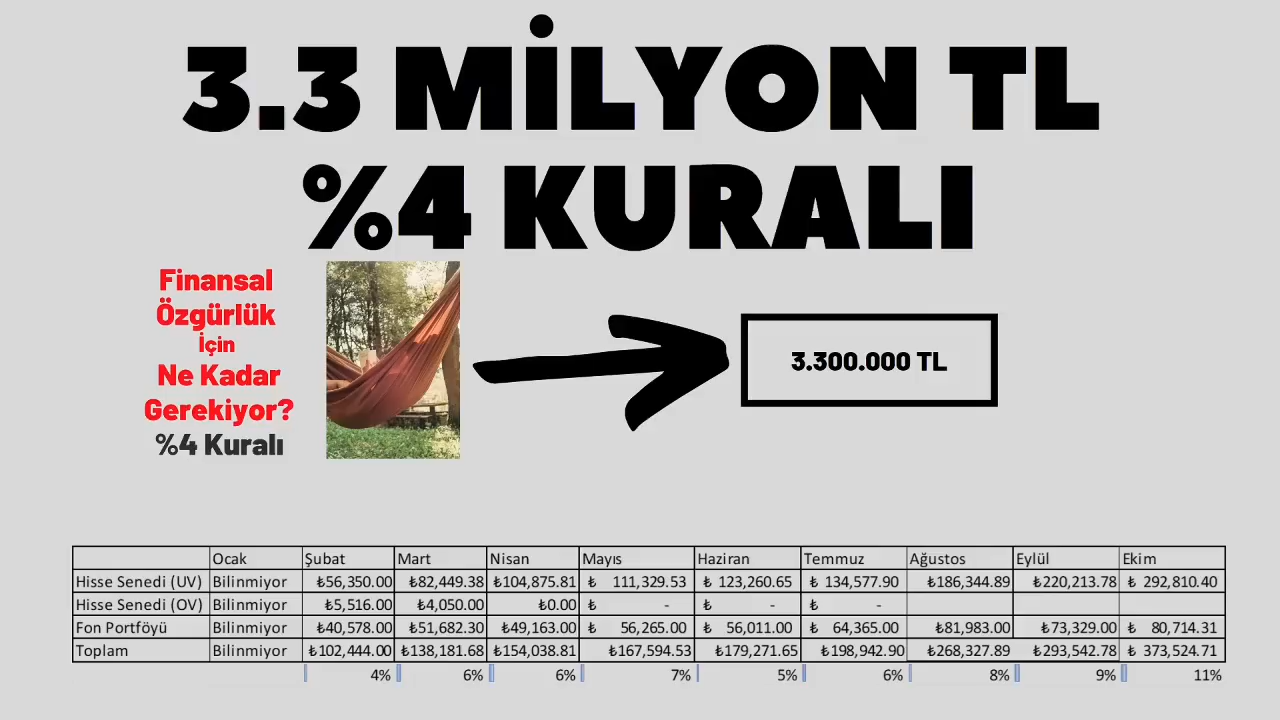 3.3 MİLYON TL
%4 KURALI
Finansal
Özgürlük
İçin
Ne Kadar
Gerekiyor?
%4 Kuralı
3.300.000 TL
Ocak Şubat Mart Nisan Mayıs Haziran Temmuz Ağustos Eylül Ekim
Hisse Senedi (UV) Bilinmiyor ₺56,350.00 ₺82,449.38 ₺104,875.81 ₺ 111,329.53 ₺ 123,260.65 ₺ 134,577.90 ₺186,344.89 ₺220,213.78 ₺ 292,810.40
Hisse Senedi (OV) Bilinmiyor ₺5,516.00 ₺4,050.00 ₺0.00 ₺ - ₺ - ₺ -
Fon Portföyü Bilinmiyor ₺40,578.00 ₺51,682.30 ₺49,163.00 ₺ 56,265.00 ₺ 56,011.00 ₺ 64,365.00 ₺81,983.00 ₺73,329.00 ₺ 80,714.31
Toplam Bilinmiyor ₺102,444.00 ₺138,181.68 ₺154,038.81 ₺167,594.53 ₺179,271.65 ₺198,942.90 ₺268,327.89 ₺293,542.78 ₺ 373,524.71
4% 6% 6% 7% 5% 6% 8% 9% 11%